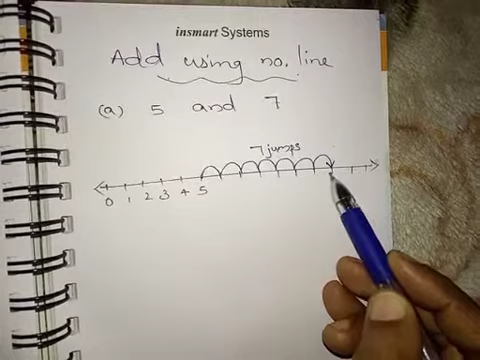 insmart Systems
Add using no. line
(a) 5 and 7
7 jumps
0 1 2 3 4 5